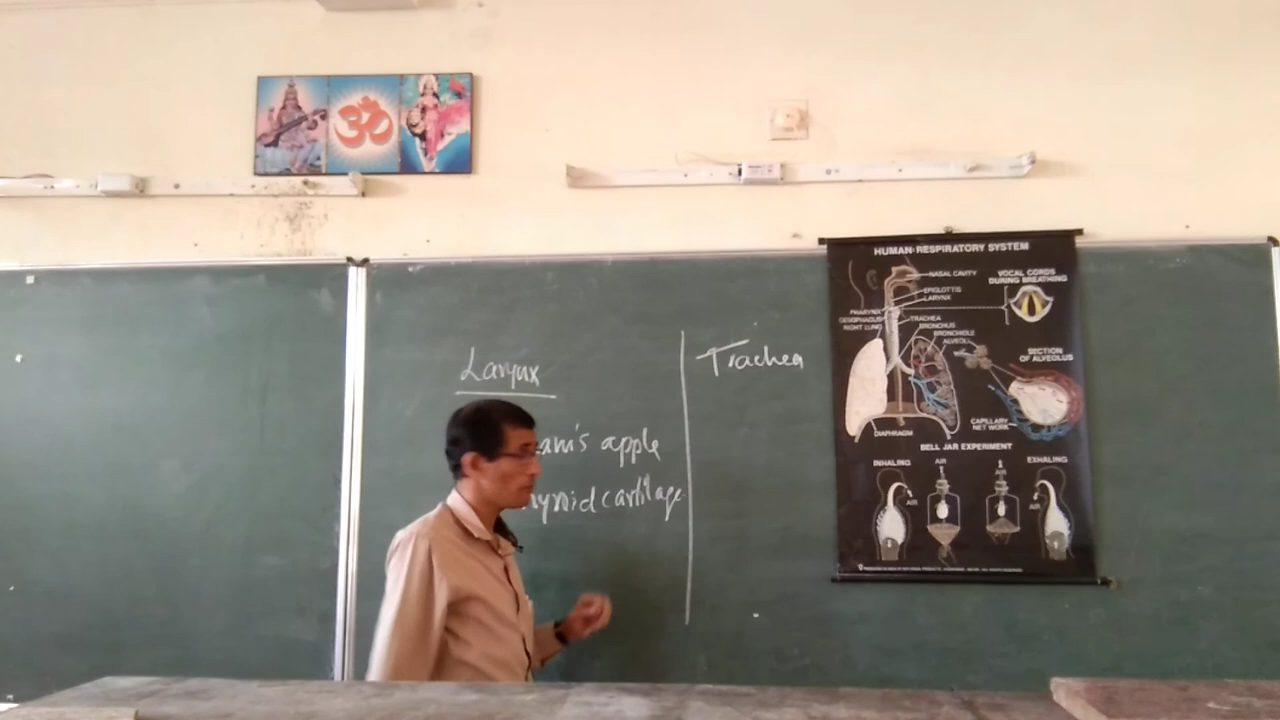 ॐ
HUMAN RESPIRATORY SYSTEM
NASAL CAVITY
VOCAL CORDS
DURING BREATHING
EPIGLOTTIS
LARYNX
PHARYNX
OESOPHAGUS
TRACHEA
RIGHT LUNG
BRONCHUS
BRONCHIOLE
ALVEOLI
SECTION
OF ALVEOLUS
CAPILLARY
NET WORK
DIAPHRAGM
BELL JAR EXPERIMENT
INHALING
AIR
EXHALING
AIR
AIR
AIR
Larynx
Trachea
am's apple
hyroid cartilage